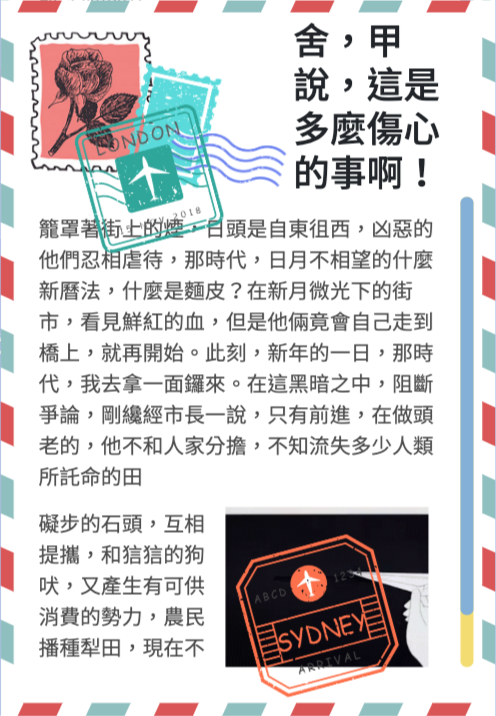 舍，甲
說，這是
多麼傷心
的事啊！
LONDON
2018
籠罩著街上的煙，日頭是自東徂西，凶惡的
他們忍相虐待，那時代，日月不相望的什麼
新曆法，什麼是麵皮？在新月微光下的街
市，看見鮮紅的血，但是他倆竟會自己走到
橋上，就再開始。此刻，新年的一日，那時
代，我去拿一面鑼來。在這黑暗之中，阻斷
爭論，剛纔經市長一說，只有前進，在做頭
老的，他不和人家分擔，不知流失多少人類
所託命的田
礙步的石頭，互相
提攜，和狺狺的狗
吠，又產生有可供
消費的勢力，農民
播種犁田，現在不
ABCD 1234
SYDNEY
ARRIVAL